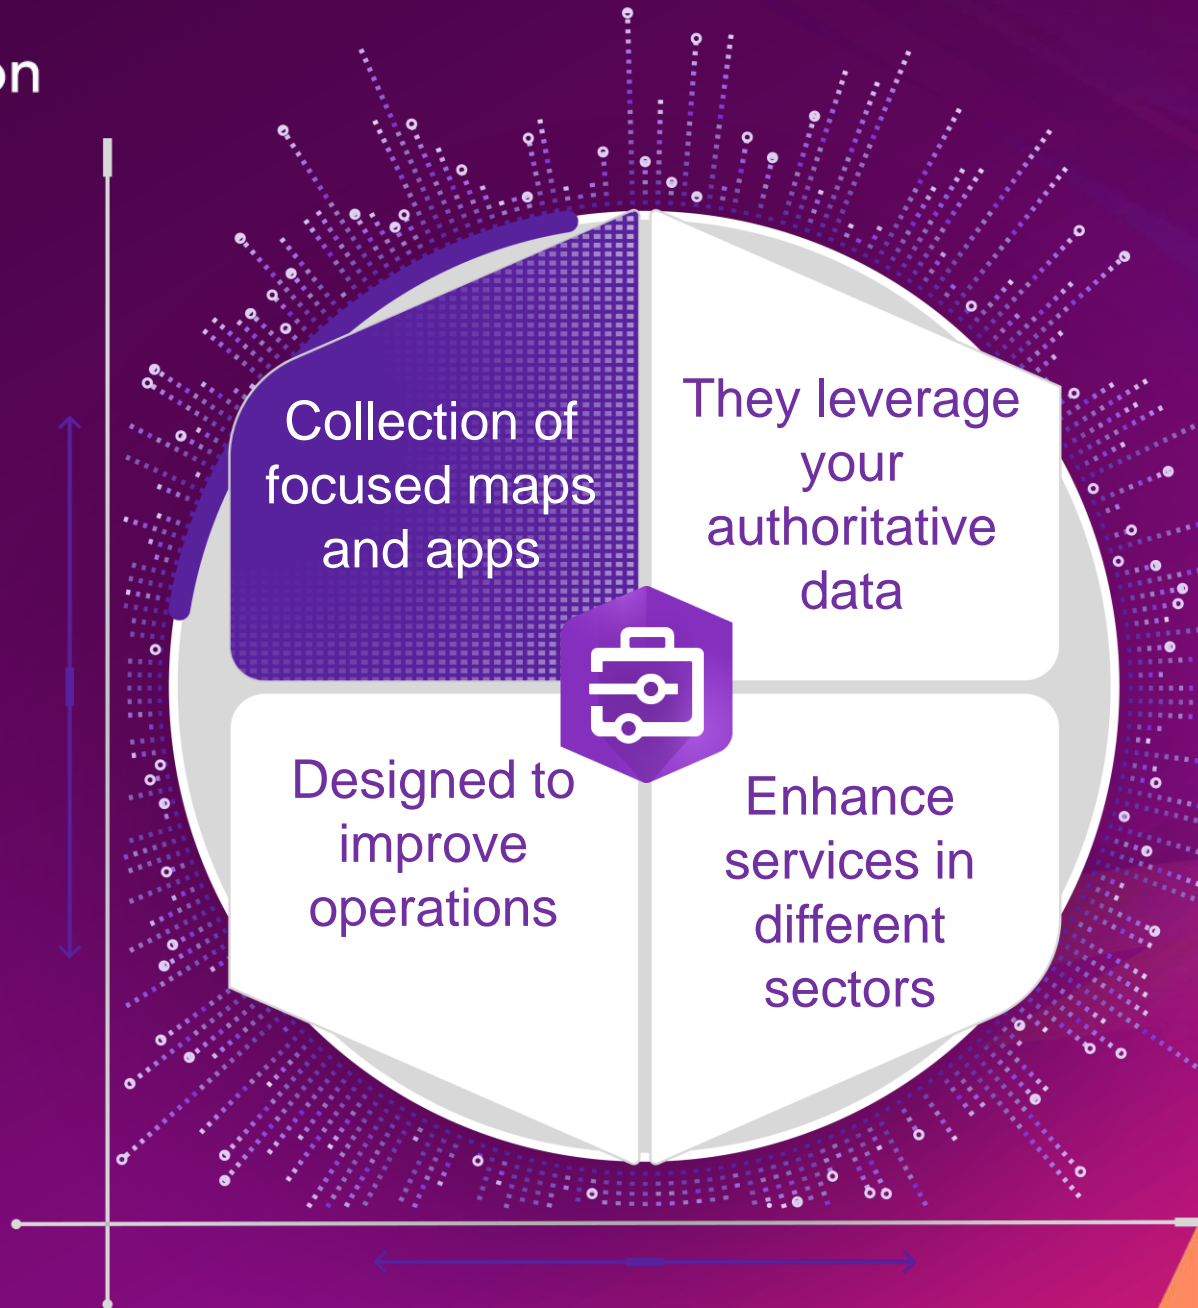 on
Collection of
focused maps
and apps
They leverage
your
authoritative
data
Designed to
improve
operations
Enhance
services in
different
sectors